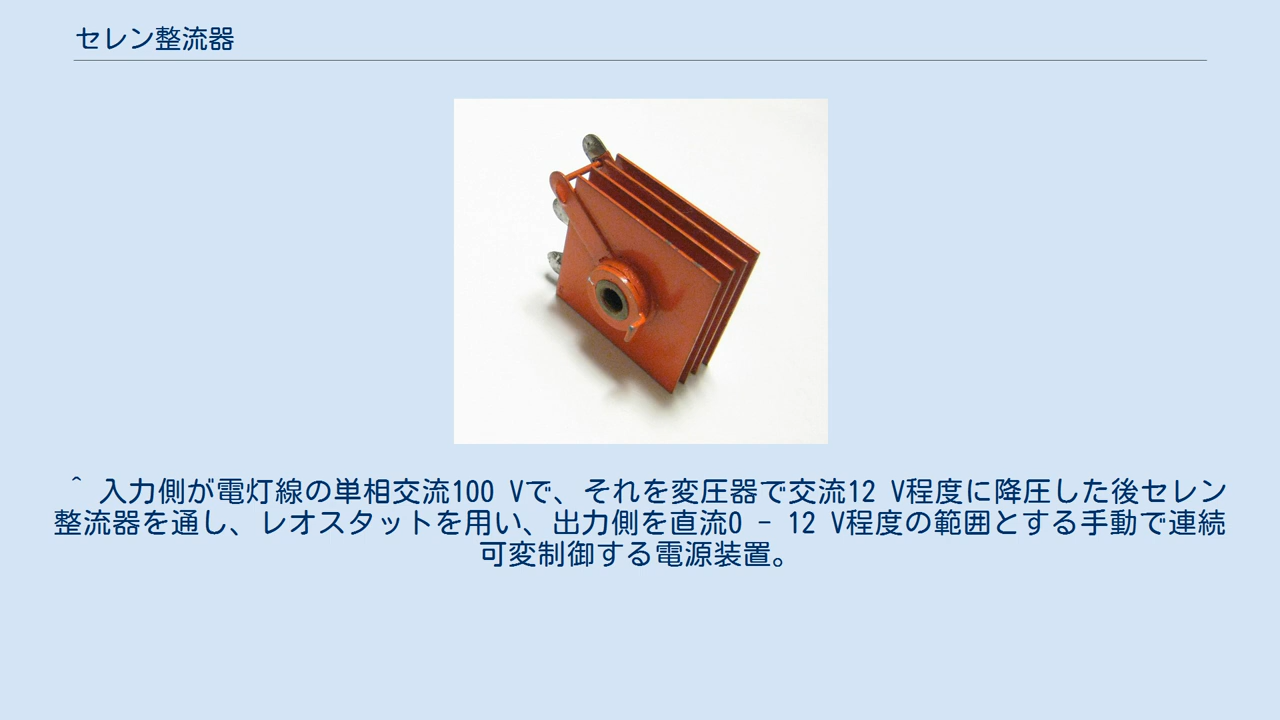 セレン整流器
^ 入力側が電灯線の単相交流100 Vで、それを変圧器で交流12 V程度に降圧した後セレン
整流器を通し、レオスタットを用い、出力側を直流0 - 12 V程度の範囲とする手動で連続
可変制御する電源装置。